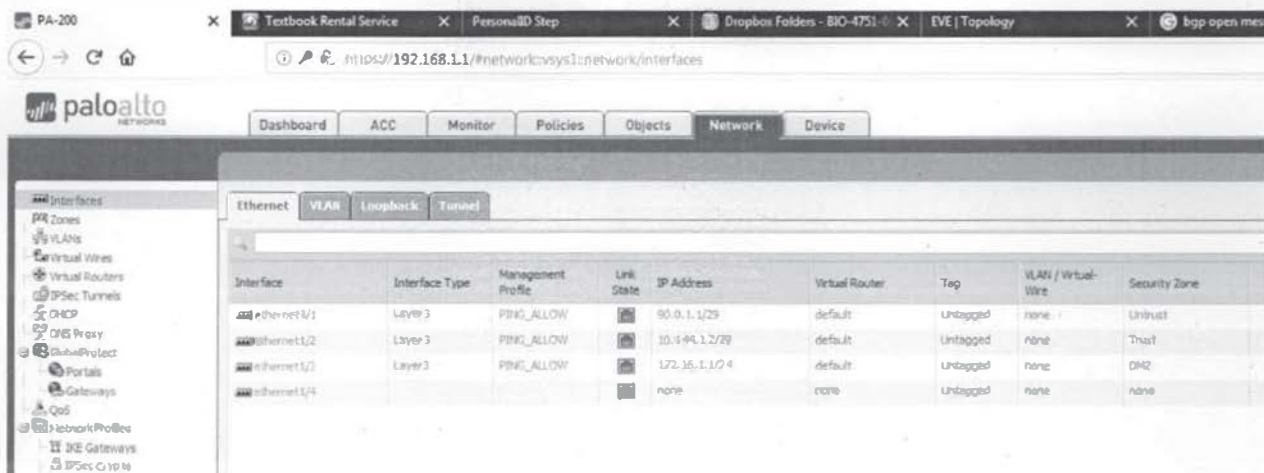 PA-200 Textbook Rental Service PersonalID Step Dropbox Folders - BIO-4751- EVE | Topology bgp open mes
https://192.168.1.1/#network::vsys1::network/interfaces
paloalto
NETWORKS
Dashboard ACC Monitor Policies Objects Network Device
Interfaces
Zones
VLANs
Virtual Wires
Virtual Routers
IPSec Tunnels
DHCP
DNS Proxy
GlobalProtect
Portals
Gateways
QoS
Network Profiles
IKE Gateways
IPSec Crypto
Ethernet VLAN Loopback Tunnel
Interface Interface Type Management Profile Link State IP Address Virtual Router Tag VLAN / Virtual-Wire Security Zone
ethernet1/1 Layer3 PING_ALLOW 90.0.1.1/29 default Untagged none Untrust
ethernet1/2 Layer3 PING_ALLOW default Untagged none Trust
ethernet1/3 Layer3 PING_ALLOW 172.16.1.1/24 default Untagged none DMZ
ethernet1/4 none none Untagged none none